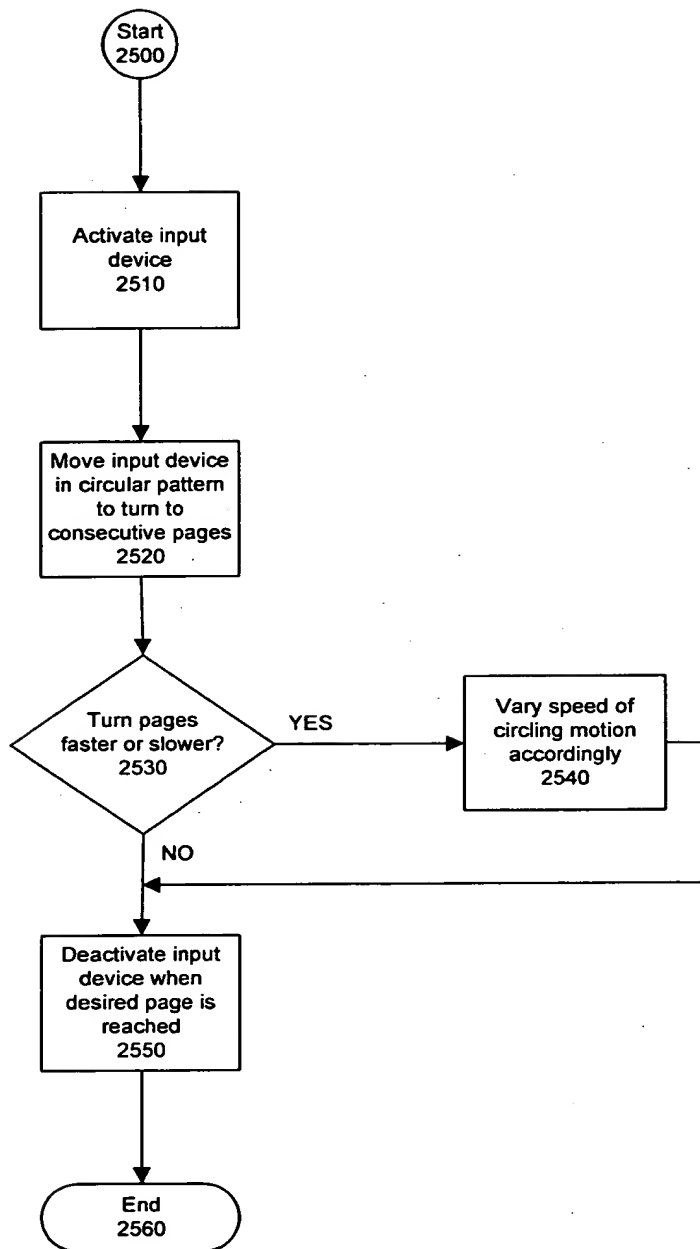 Start
2500
Activate input
device
2510
Move input device
in circular pattern
to turn to
consecutive pages
2520
Turn pages
faster or slower?
2530
YES
Vary speed of
circling motion
accordingly
2540
NO
Deactivate input
device when
desired page is
reached
2550
End
2560